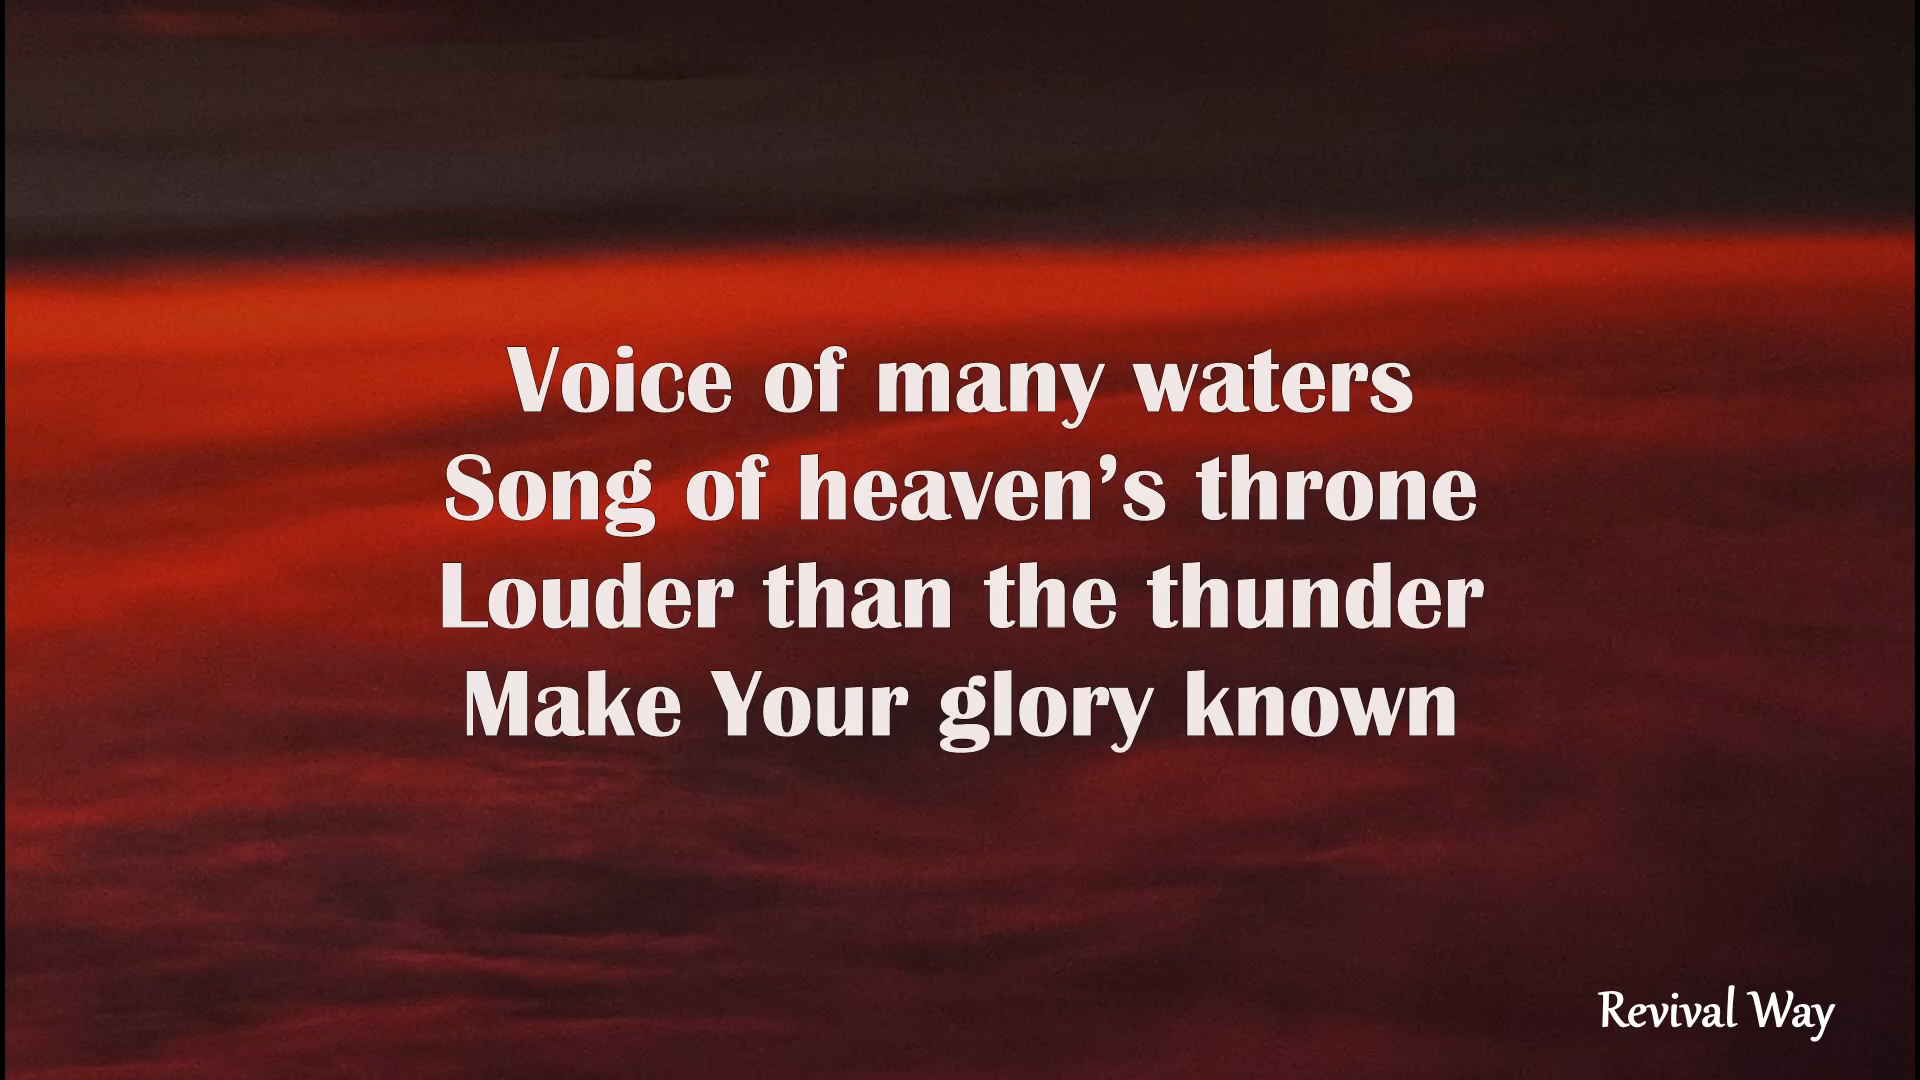 Voice of many waters
Song of heaven’s throne
Louder than the thunder
Make Your glory known
Revival Way